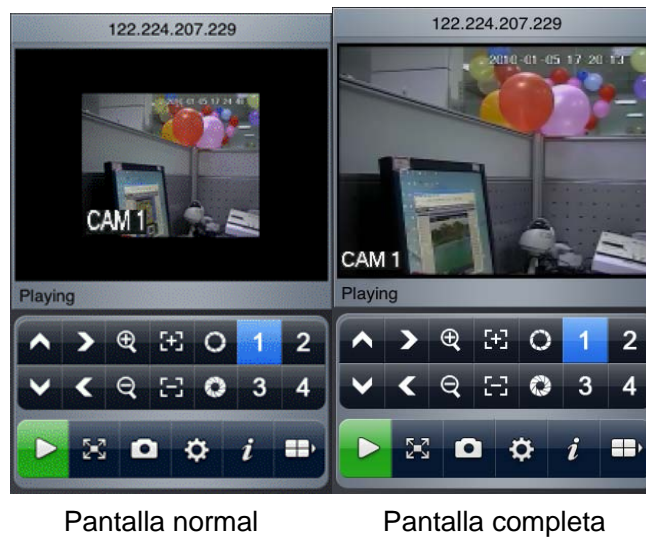 122.224.207.229
2010-01-05 17 24 4
CAM 1
Playing
1 2
3 4
i
Pantalla normal
122.224.207.229
2010-01-05 17 20 13
CAM 1
Playing
1 2
3 4
i
Pantalla completa